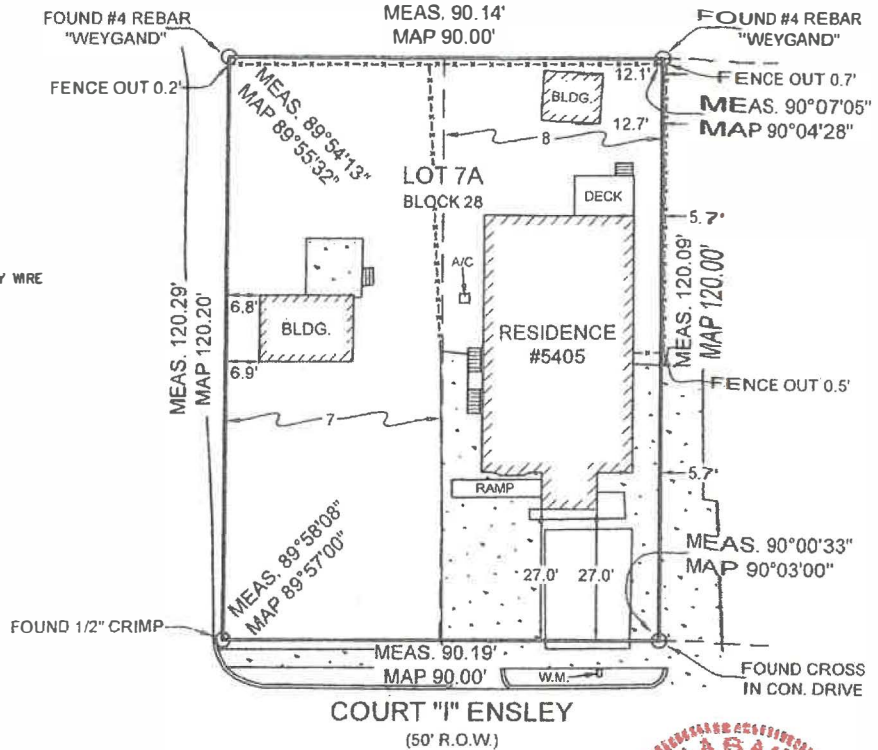 FOUND #4 REBAR
"WEYGAND"
MEAS. 90.14'
MAP 90.00'
FOUND #4 REBAR
"WEYGAND"
FENCE OUT 0.2'
FENCE OUT 0.7'
MEAS. 89°54'13"
MAP 89°55'32"
12.1'
BLDG.
12.7'
MEAS. 90°07'05"
MAP 90°04'28"
8
LOT 7A
BLOCK 28
DECK
5.7'
A/C
WIRE
MEAS. 120.29'
MAP 120.20'
6.8'
BLDG.
6.9'
RESIDENCE
#5405
MEAS. 120.09'
MAP 120.00'
FENCE OUT 0.5'
7
5.7'
RAMP
MEAS. 89°58'08"
MAP 89°57'00"
27.0'
27.0'
MEAS. 90°00'33"
MAP 90°03'00"
FOUND 1/2" CRIMP
MEAS. 90.19'
MAP 90.00'
W.M.
FOUND CROSS
IN CON. DRIVE
COURT "I" ENSLEY
(50' R.O.W.)